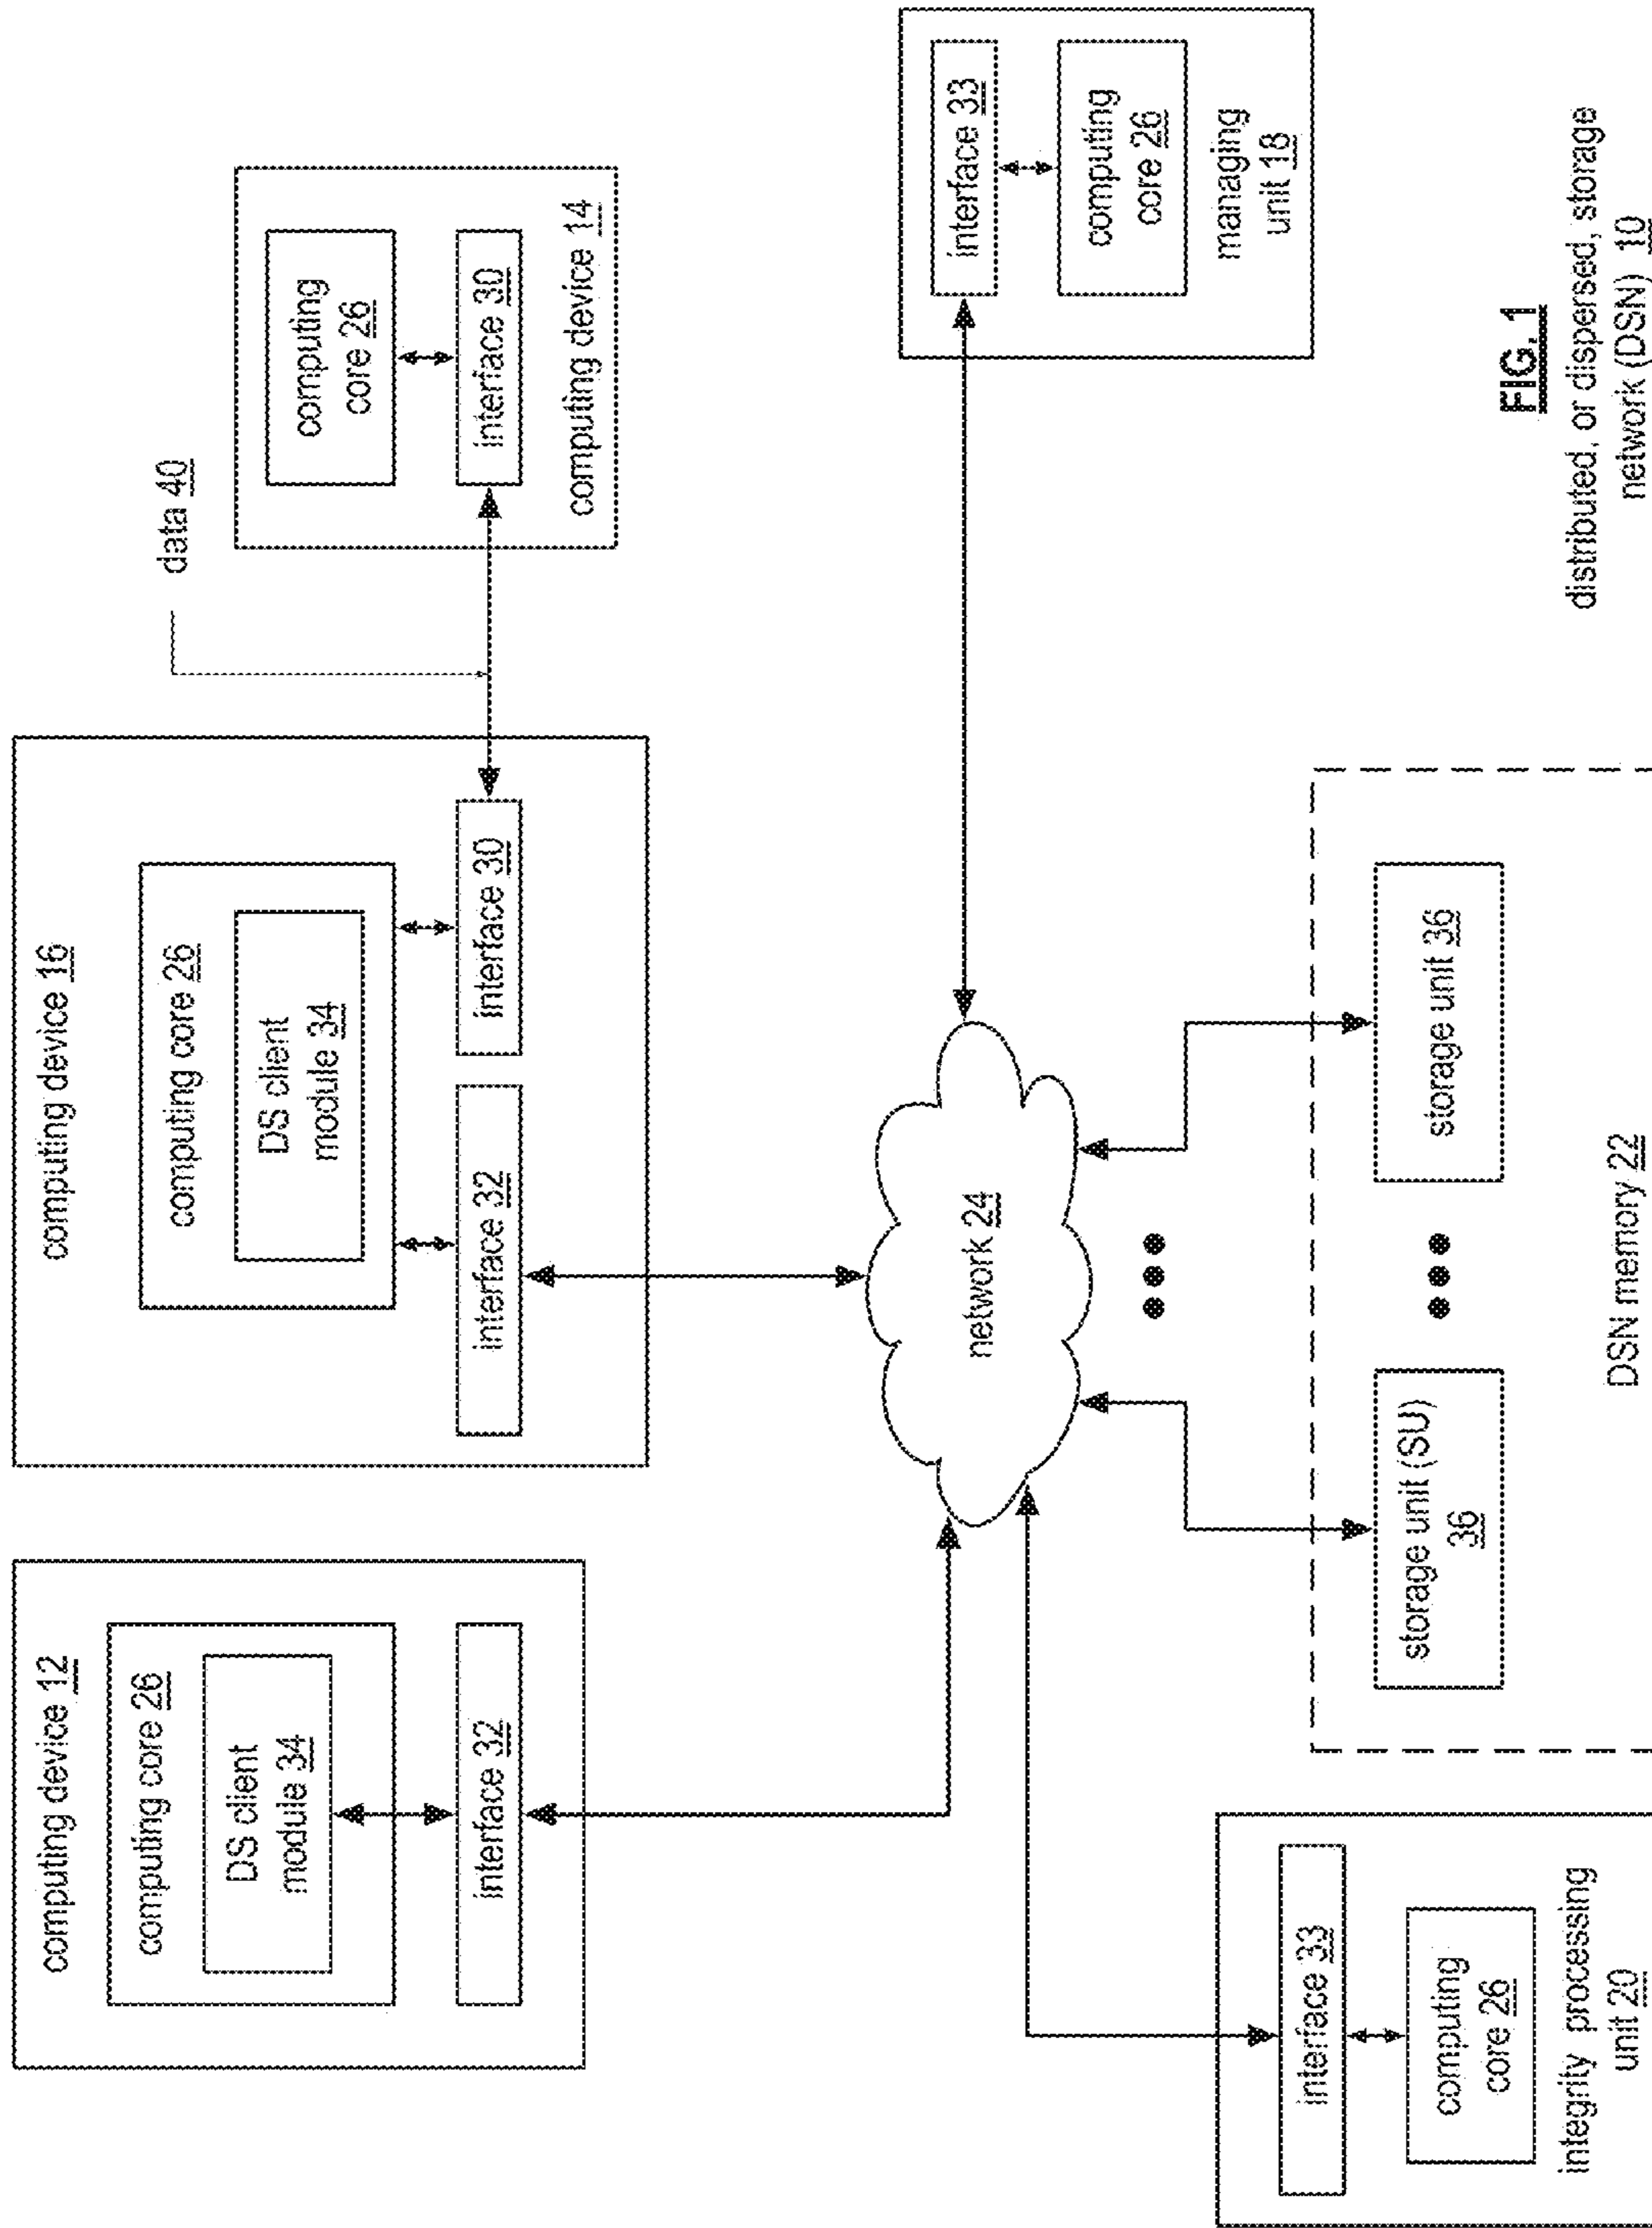 computing device 12
computing core 26
DS client
module 34
interface 32
computing device 16
computing core 26
DS client
module 34
interface 32
interface 30
data 40
computing
core 26
interface 30
computing device 14
network 24
interface 33
computing
core 26
managing
unit 18
interface 33
computing
core 26
integrity processing
unit 20
storage unit (SU)
36
storage unit 36
DSN memory 22
FIG. 1
distributed, or dispersed, storage
network (DSN) 10